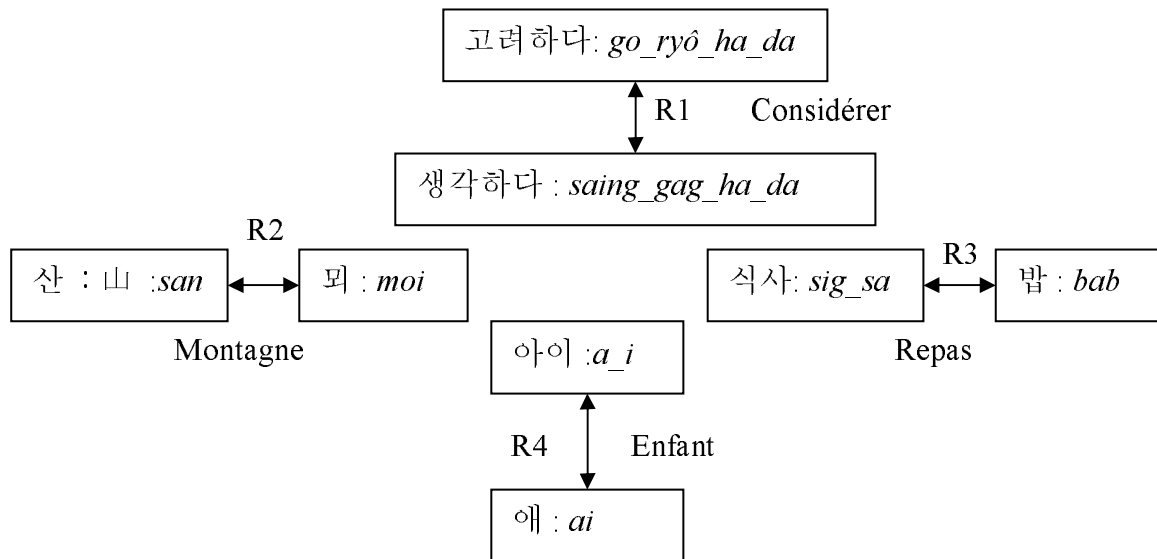 고려하다: go_ryô_ha_da
R1 Considérer
생각하다 : saing_gag_ha_da
R2
산 : 山 :san
뫼 : moi
Montagne
R3
식사: sig_sa
밥 : bab
Repas
아이 :a_i
R4 Enfant
애 : ai